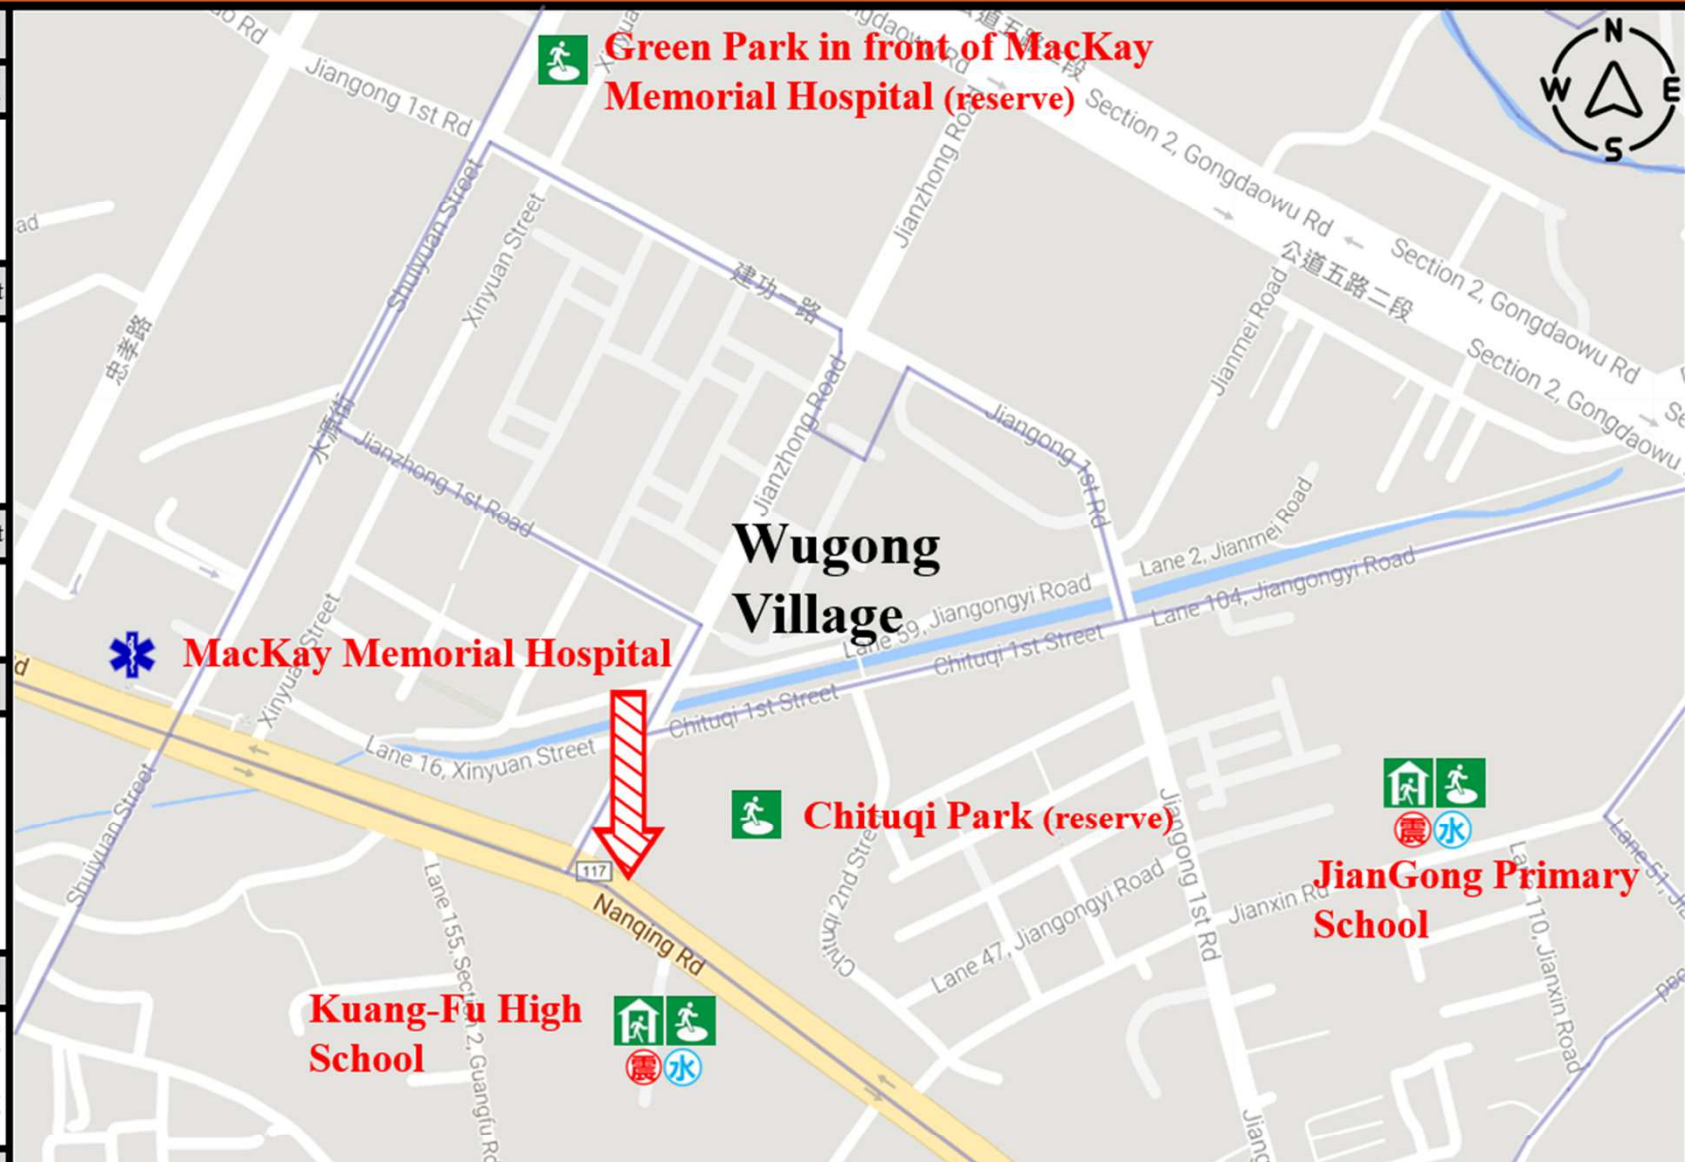 o Rd
Jiangong 1st Rd
Green Park in front of MacKay
Memorial Hospital (reserve)
Section 2, Gongdaowu Rd
Section 2, Gongdaowu Rd
公道五路二段
Section 2, Gongdaowu
N
W
E
S
Jianzhong Road
Shuiyuan Street
Xinyuan Street
建功一路
Jianmei Road
忠孝路
ad
水源街
Jianzhong 1st Road
Jianzhong Road
Jiangong 1st Rd
Wugong
Village
Lane 2, Jianmei Road
Lane 59, Jiangongyi Road
Lane 104, Jiangongyi Road
Chituqi 1st Street
Chituqi 1st Street
MacKay Memorial Hospital
Xinyuan Street
Lane 16, Xinyuan Street
Shuiyuan Street
117
Nanqing Rd
Chituqi Park (reserve)
Chituqi 2nd Street
Jiangong 1st Rd
Lane 47, Jiangongyi Road
Jianxin Rd
震
水
JianGong Primary
School
Lane 110, Jianxin Road
Lane 51, Ji
Lane 155, Section 2, Guangfu Rd
Kuang-Fu High
School
震
水
Jiang